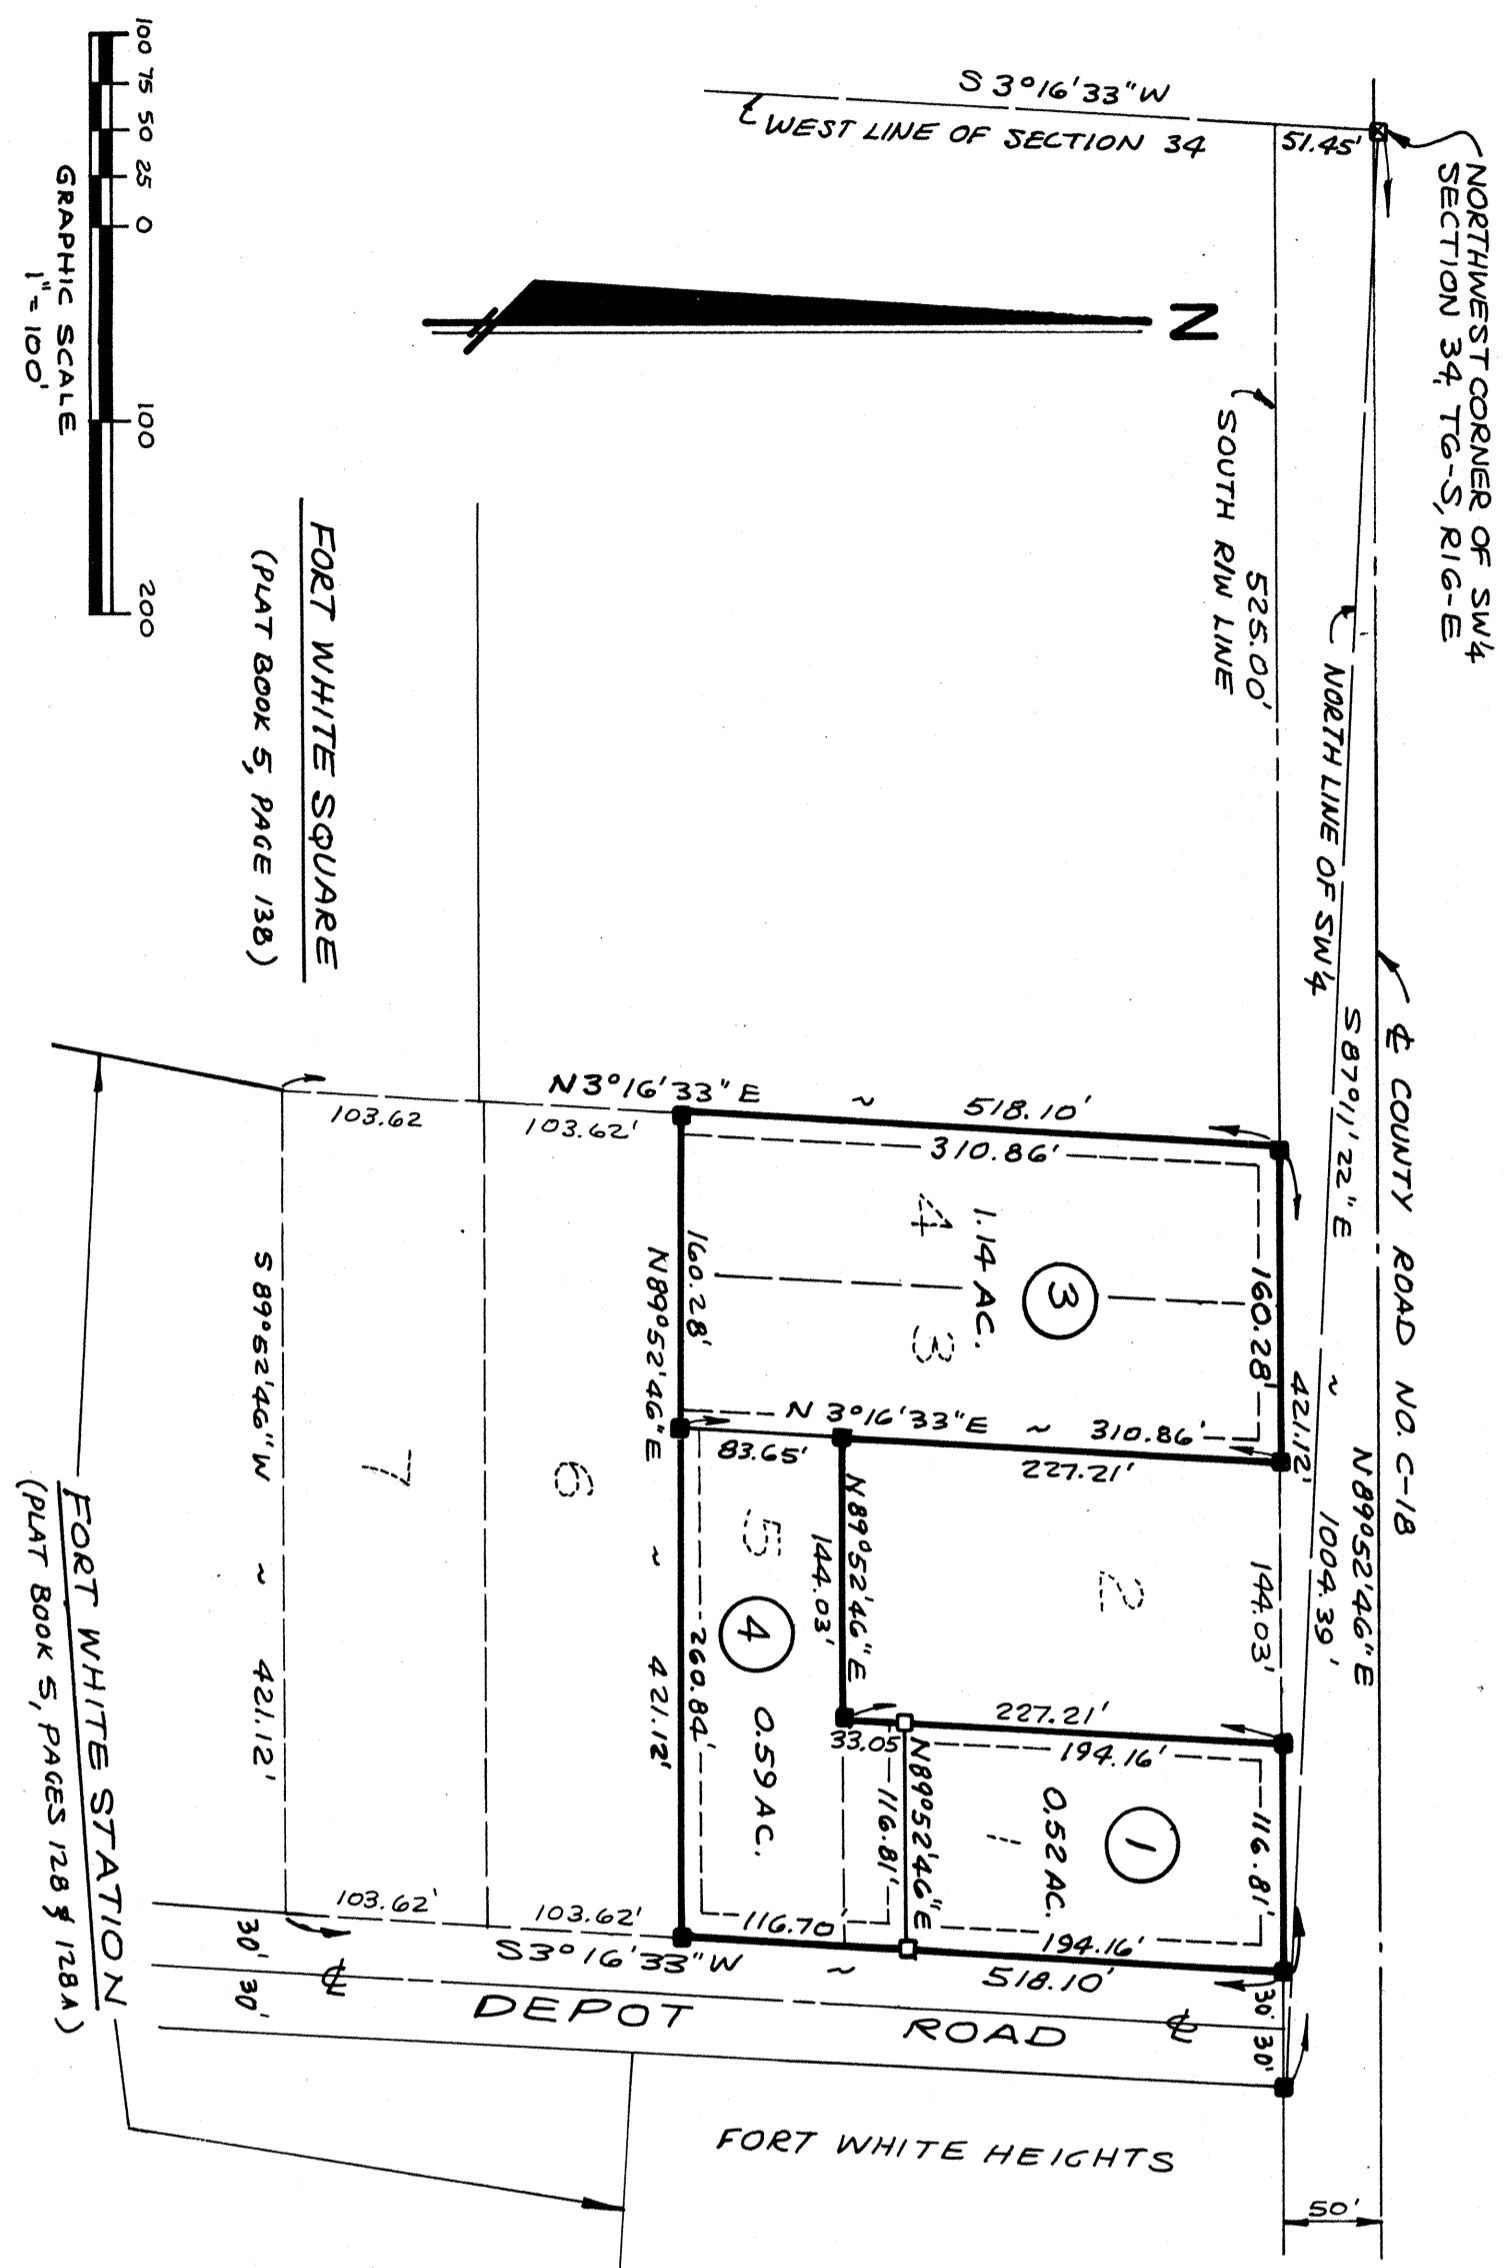 NORTHWEST CORNER OF SW¼
SECTION 34, T6-S, R16-E
S 3°16'33"W
WEST LINE OF SECTION 34
51.45'
N
SOUTH R/W LINE
525.00'
NORTH LINE OF SW¼
S 87°11'22"E ~ 1004.39'
℄ COUNTY ROAD NO. C-18
N89°52'46"E
421.12'
100 75 50 25 0 100 200
GRAPHIC SCALE
1"=100'
FORT WHITE SQUARE
(PLAT BOOK 5, PAGE 138)
N3°16'33"E ~ 518.10'
103.62
103.62'
310.86'
160.28'
3
1.14 AC.
4
3
160.28'
N 3°16'33"E ~ 310.86'
83.65'
227.21'
144.03'
2
N89°52'46"E
144.03'
227.21'
33.05
194.16'
116.81'
1
0.52 AC.
1
N89°52'46"E
116.81'
194.16'
5
4
0.59 AC.
260.84'
116.70'
N89°52'46"E ~ 421.12'
6
7
S 89°52'46"W ~ 421.12'
103.62'
103.62'
S3°16'33"W ~ 518.10'
30'
30'
℄
DEPOT ROAD
℄
30'
30'
FORT WHITE HEIGHTS
50'
FORT WHITE STATION
(PLAT BOOK 5, PAGES 128 & 128A)